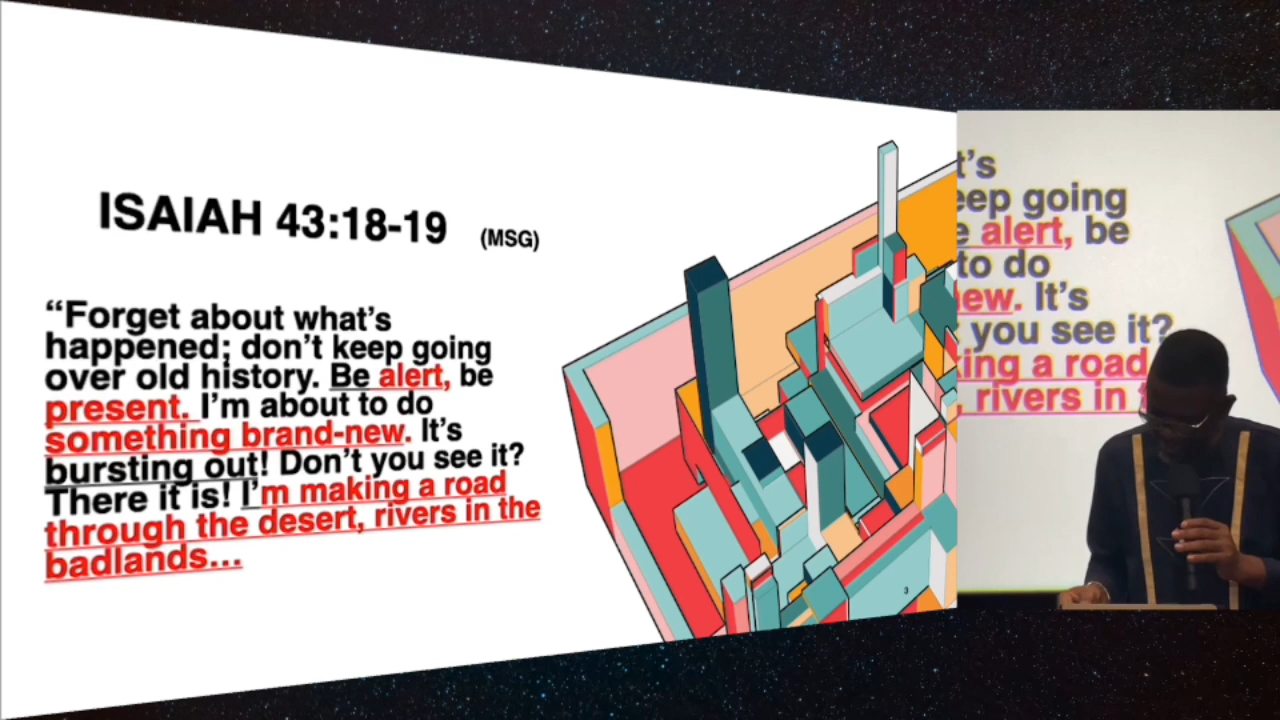 ISAIAH 43:18-19 (MSG)
“Forget about what’s
happened; don’t keep going
over old history. Be alert, be
present. I’m about to do
something brand-new. It’s
bursting out! Don’t you see it?
There it is! I’m making a road
through the desert, rivers in the
badlands...
3
t’s
eep going
e alert, be
to do
ew. It’s
you see it?
ing a road
rivers in